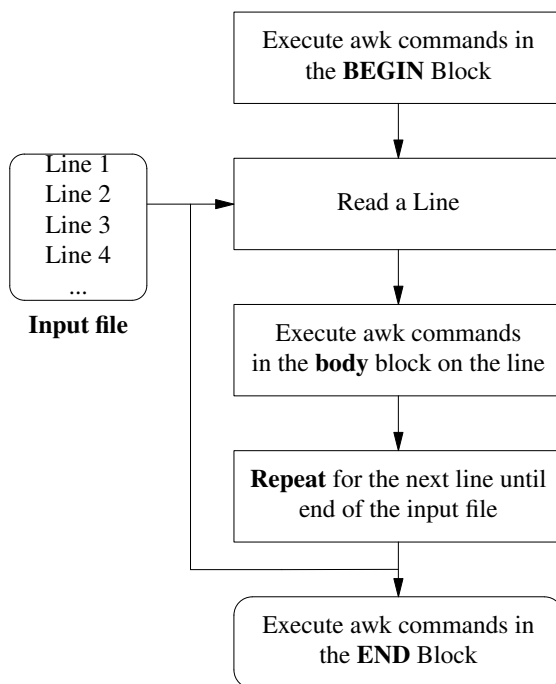 Execute awk commands in
the BEGIN Block
Line 1
Line 2
Line 3
Line 4
...
Input file
Read a Line
Execute awk commands
in the body block on the line
Repeat for the next line until
end of the input file
Execute awk commands in
the END Block